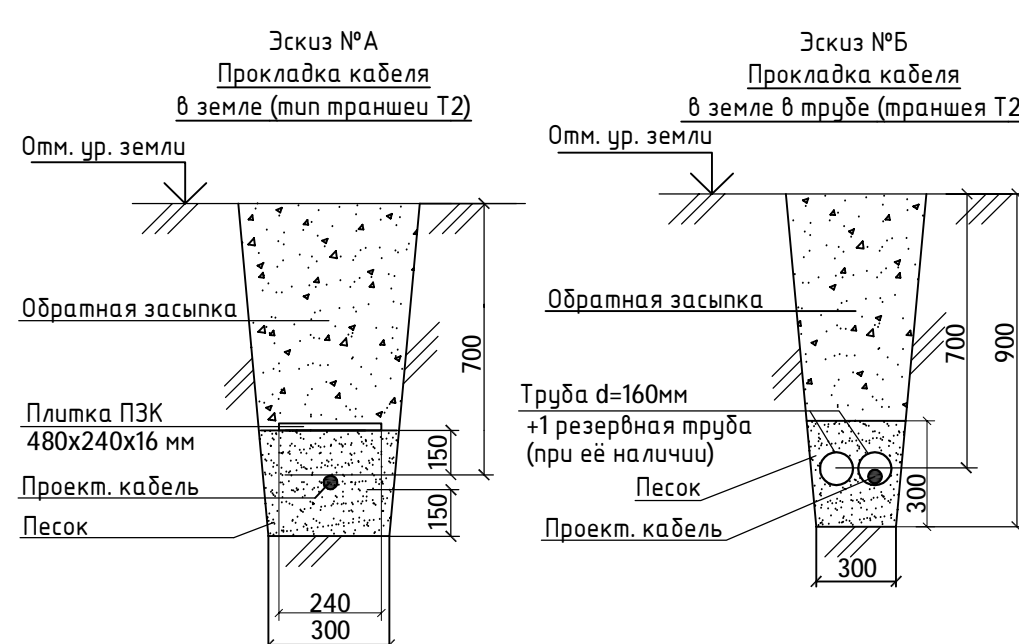 Эскиз №А
Прокладка кабеля
в земле (тип траншеи Т2)
Отм. ур. земли
Обратная засыпка
700
Плитка ПЗК
480х240х16 мм
150
Проект. кабель
150
Песок
240
300
Эскиз №Б
Прокладка кабеля
в земле в трубе (траншея Т2
Отм. ур. земли
Обратная засыпка
700
900
Труба d=160мм
+1 резервная труба
(при её наличии)
Песок
300
Проект. кабель
300